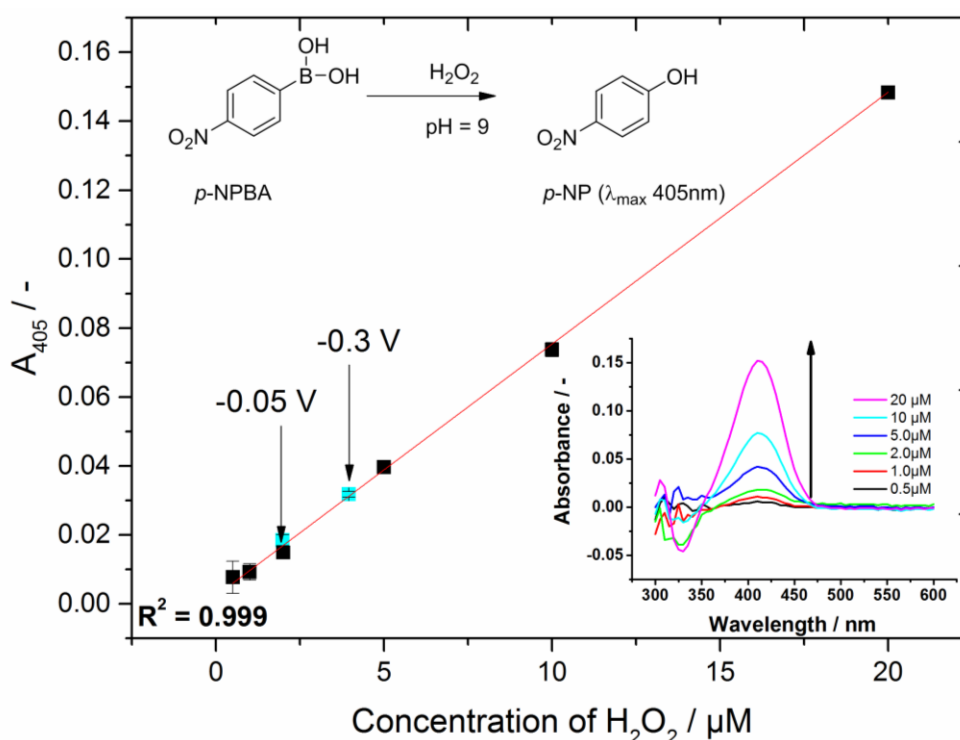 0.16
0.14
0.12
0.10
0.08
0.06
0.04
0.02
0.00
A₄₀₅ / -
OH
B
OH
O₂N
p-NPBA
H₂O₂
pH = 9
OH
O₂N
p-NP (λmax 405nm)
-0.3 V
-0.05 V
R² = 0.999
0 5 10 15 20
Concentration of H₂O₂ / µM
0.15
0.10
0.05
0.00
-0.05
Absorbance / -
20 µM
10 µM
5.0µM
2.0µM
1.0µM
0.5µM
300 350 400 450 500 550 600
Wavelength / nm